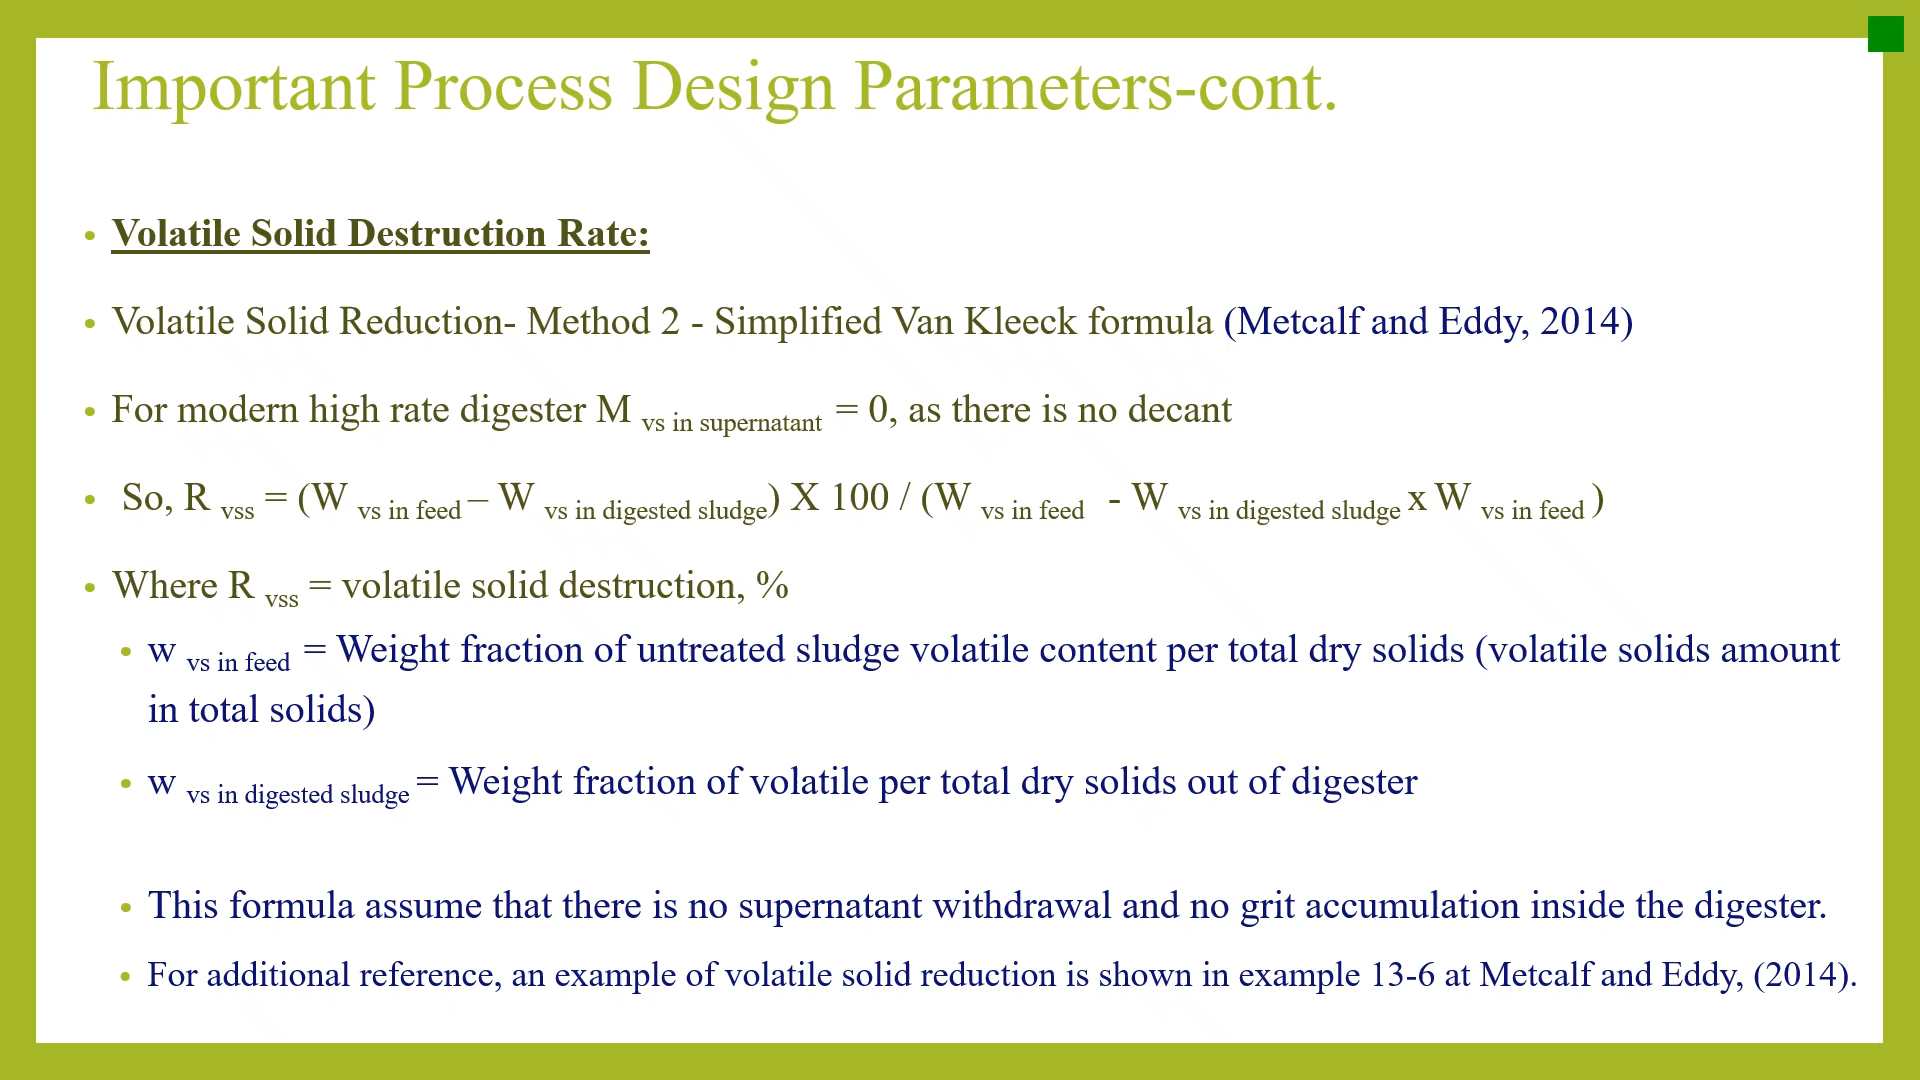 Important Process Design Parameters-cont.
• Volatile Solid Destruction Rate:
• Volatile Solid Reduction- Method 2 - Simplified Van Kleeck formula (Metcalf and Eddy, 2014)
• For modern high rate digester M vs in supernatant = 0, as there is no decant
• So, R vss = (W vs in feed – W vs in digested sludge) X 100 / (W vs in feed - W vs in digested sludge x W vs in feed )
• Where R vss = volatile solid destruction, %
• w vs in feed = Weight fraction of untreated sludge volatile content per total dry solids (volatile solids amount
in total solids)
• w vs in digested sludge = Weight fraction of volatile per total dry solids out of digester
• This formula assume that there is no supernatant withdrawal and no grit accumulation inside the digester.
• For additional reference, an example of volatile solid reduction is shown in example 13-6 at Metcalf and Eddy, (2014).